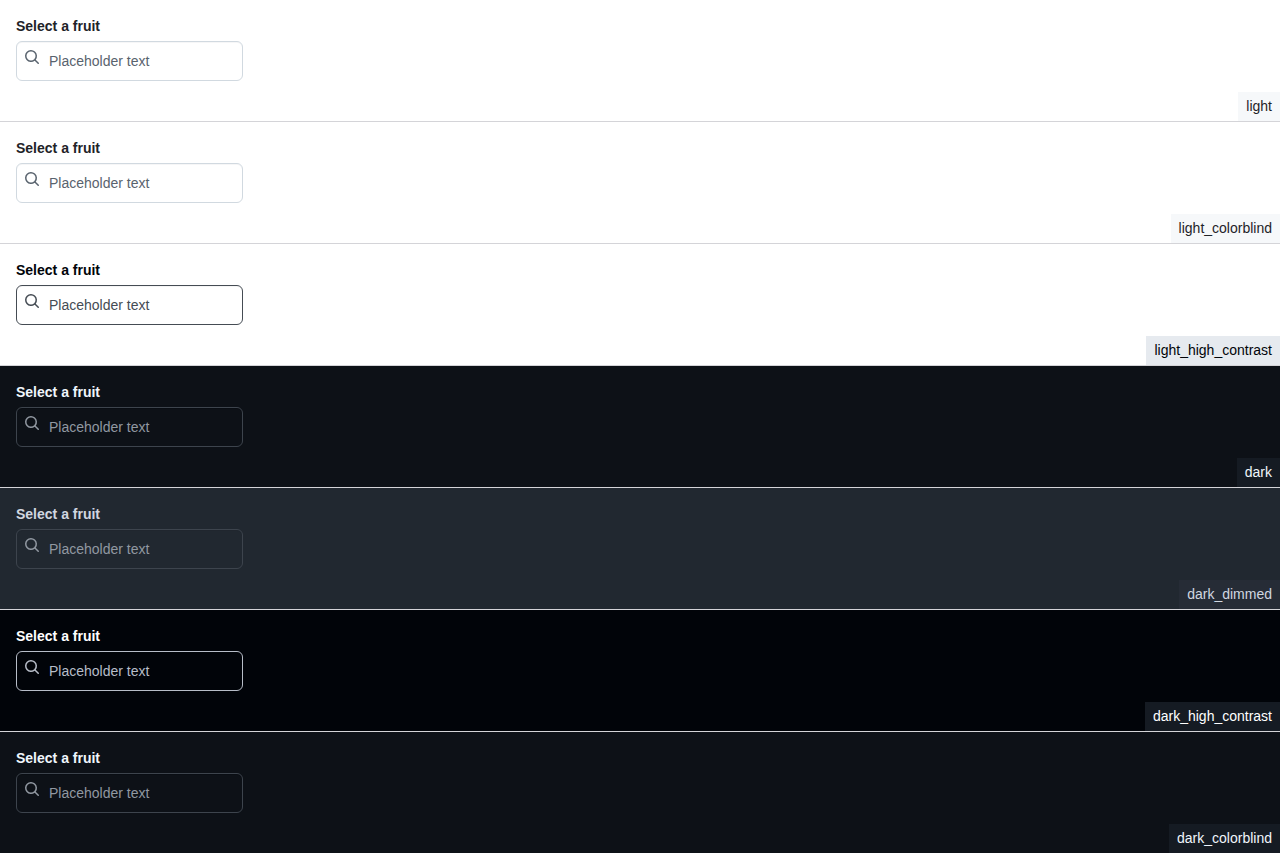 Select a fruit
Placeholder text
light
Select a fruit
Placeholder text
light_colorblind
Select a fruit
Placeholder text
light_high_contrast
Select a fruit
Placeholder text
dark
Select a fruit
Placeholder text
dark_dimmed
Select a fruit
Placeholder text
dark_high_contrast
Select a fruit
Placeholder text
dark_colorblind